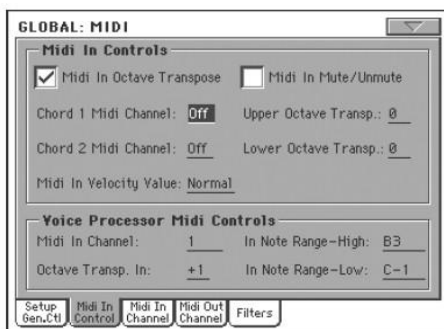 GLOBAL: MIDI
Midi In Controls
Midi In Octave Transpose Midi In Mute/Unmute
Chord 1 Midi Channel: Off Upper Octave Transp.: 0
Chord 2 Midi Channel: Off Lower Octave Transp.: 0
Midi In Velocity Value: Normal
Voice Processor Midi Controls
Midi In Channel: 1 In Note Range-High: B3
Octave Transp. In: +1 In Note Range-Low: C-1
Setup Gen.Ctl Midi In Control Midi In Channel Midi Out Channel Filters